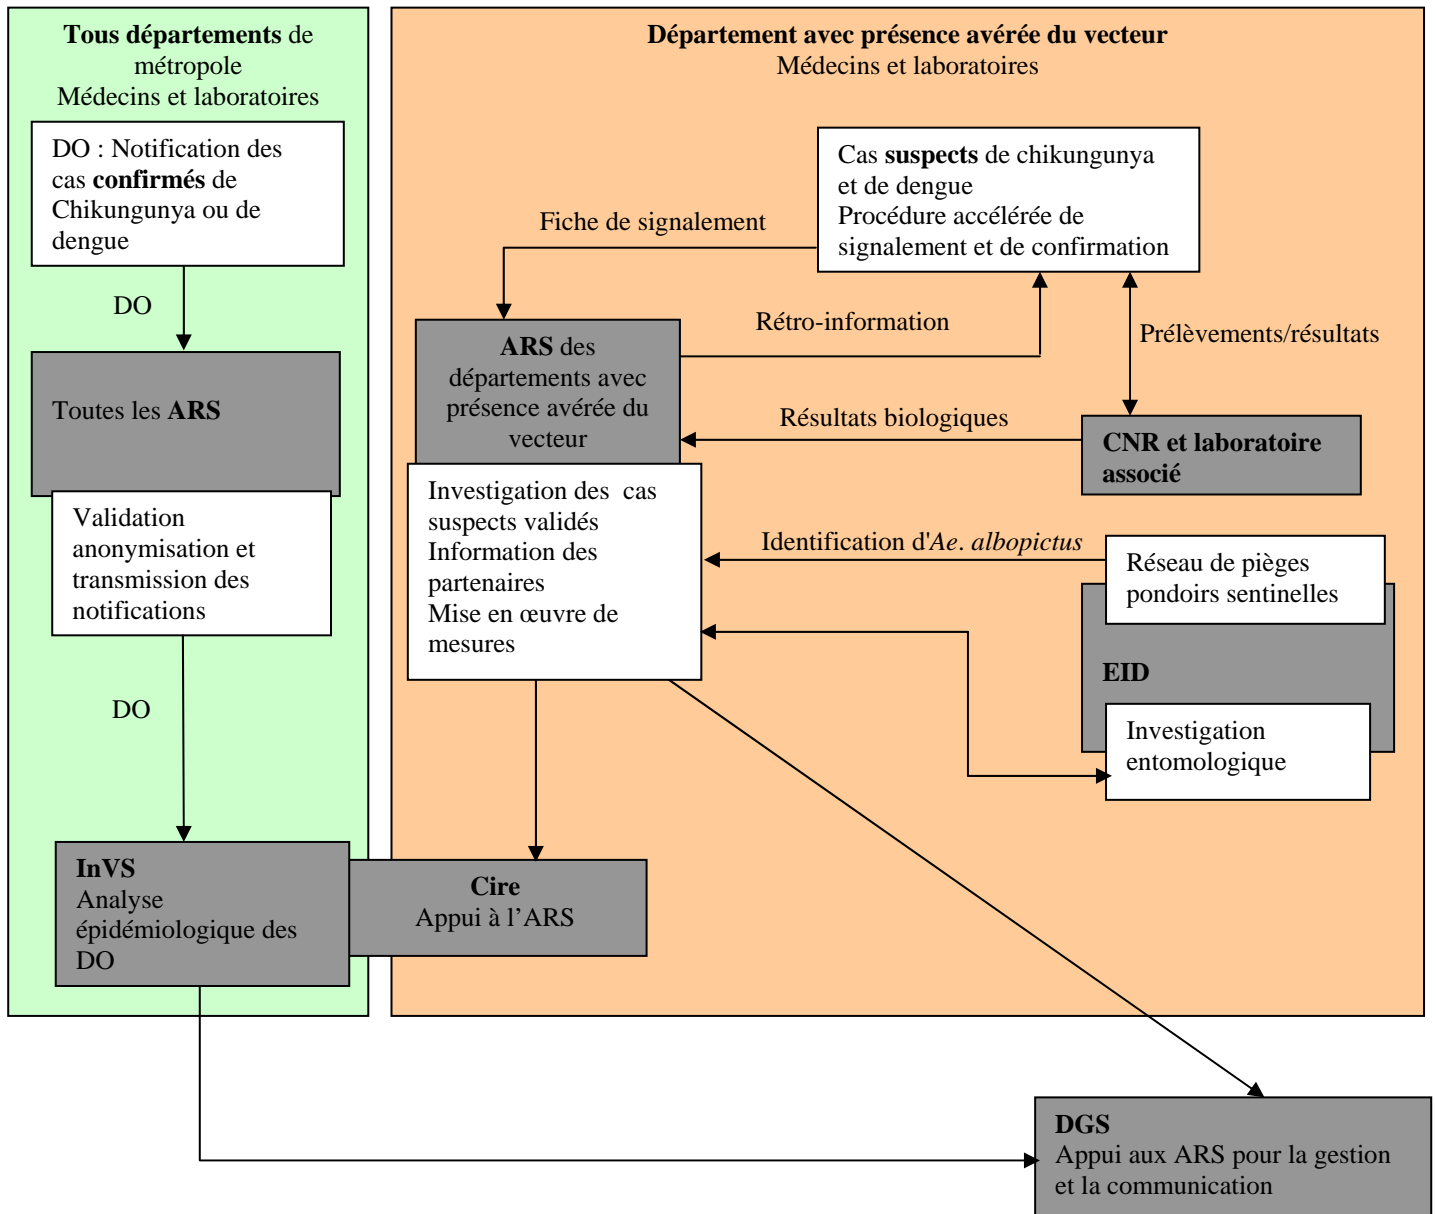 Tous départements de
métropole
Médecins et laboratoires
DO : Notification des
cas confirmés de
Chikungunya ou de
dengue
DO
Toutes les ARS
Validation
anonymisation et
transmission des
notifications
DO
InVS
Analyse
épidémiologique des
DO
Département avec présence avérée du vecteur
Médecins et laboratoires
Cas suspects de chikungunya
et de dengue
Procédure accélérée de
signalement et de confirmation
Fiche de signalement
Rétro-information
Prélèvements/résultats
ARS des
départements avec
présence avérée du
vecteur
Résultats biologiques
CNR et laboratoire
associé
Investigation des cas
suspects validés
Information des
partenaires
Mise en œuvre de
mesures
Identification d'Ae. albopictus
Réseau de pièges
pondoirs sentinelles
EID
Investigation
entomologique
Cire
Appui à l’ARS
DGS
Appui aux ARS pour la gestion
et la communication